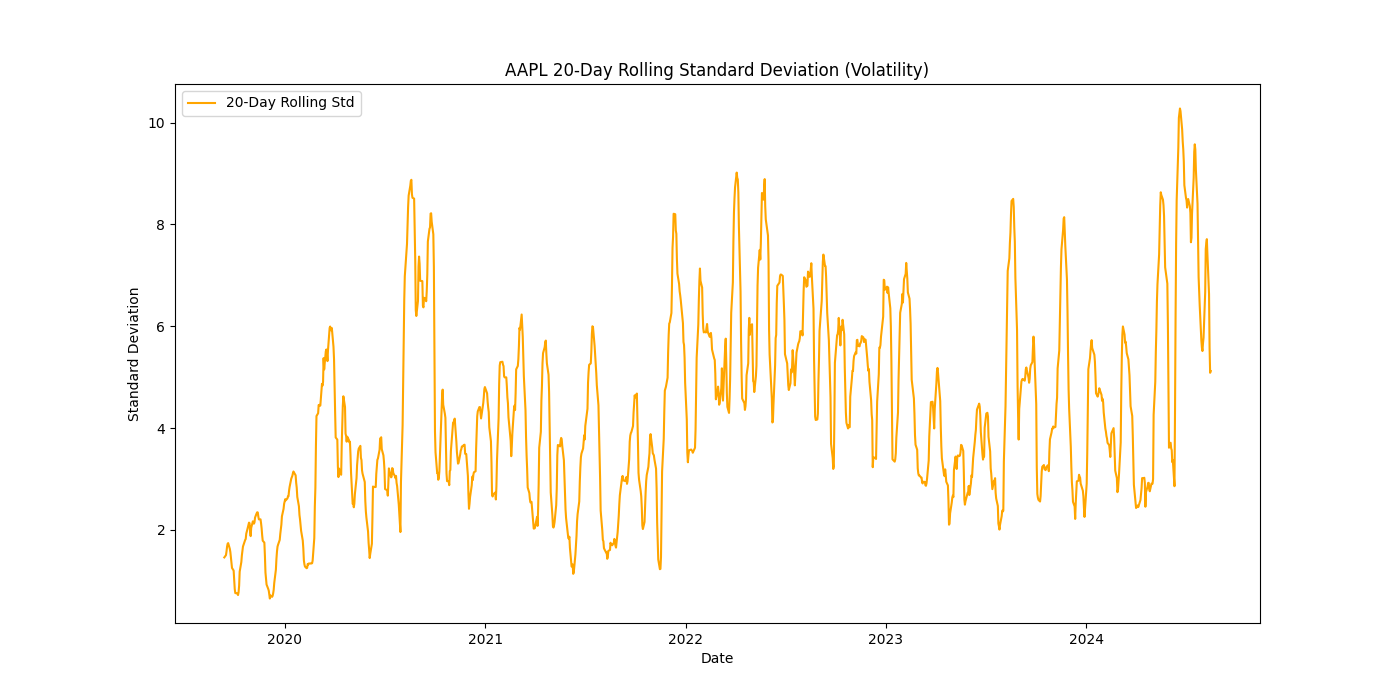 AAPL 20-Day Rolling Standard Deviation (Volatility)
20-Day Rolling Std
Standard Deviation
10
8
6
4
2
2020
2021
2022
2023
2024
Date